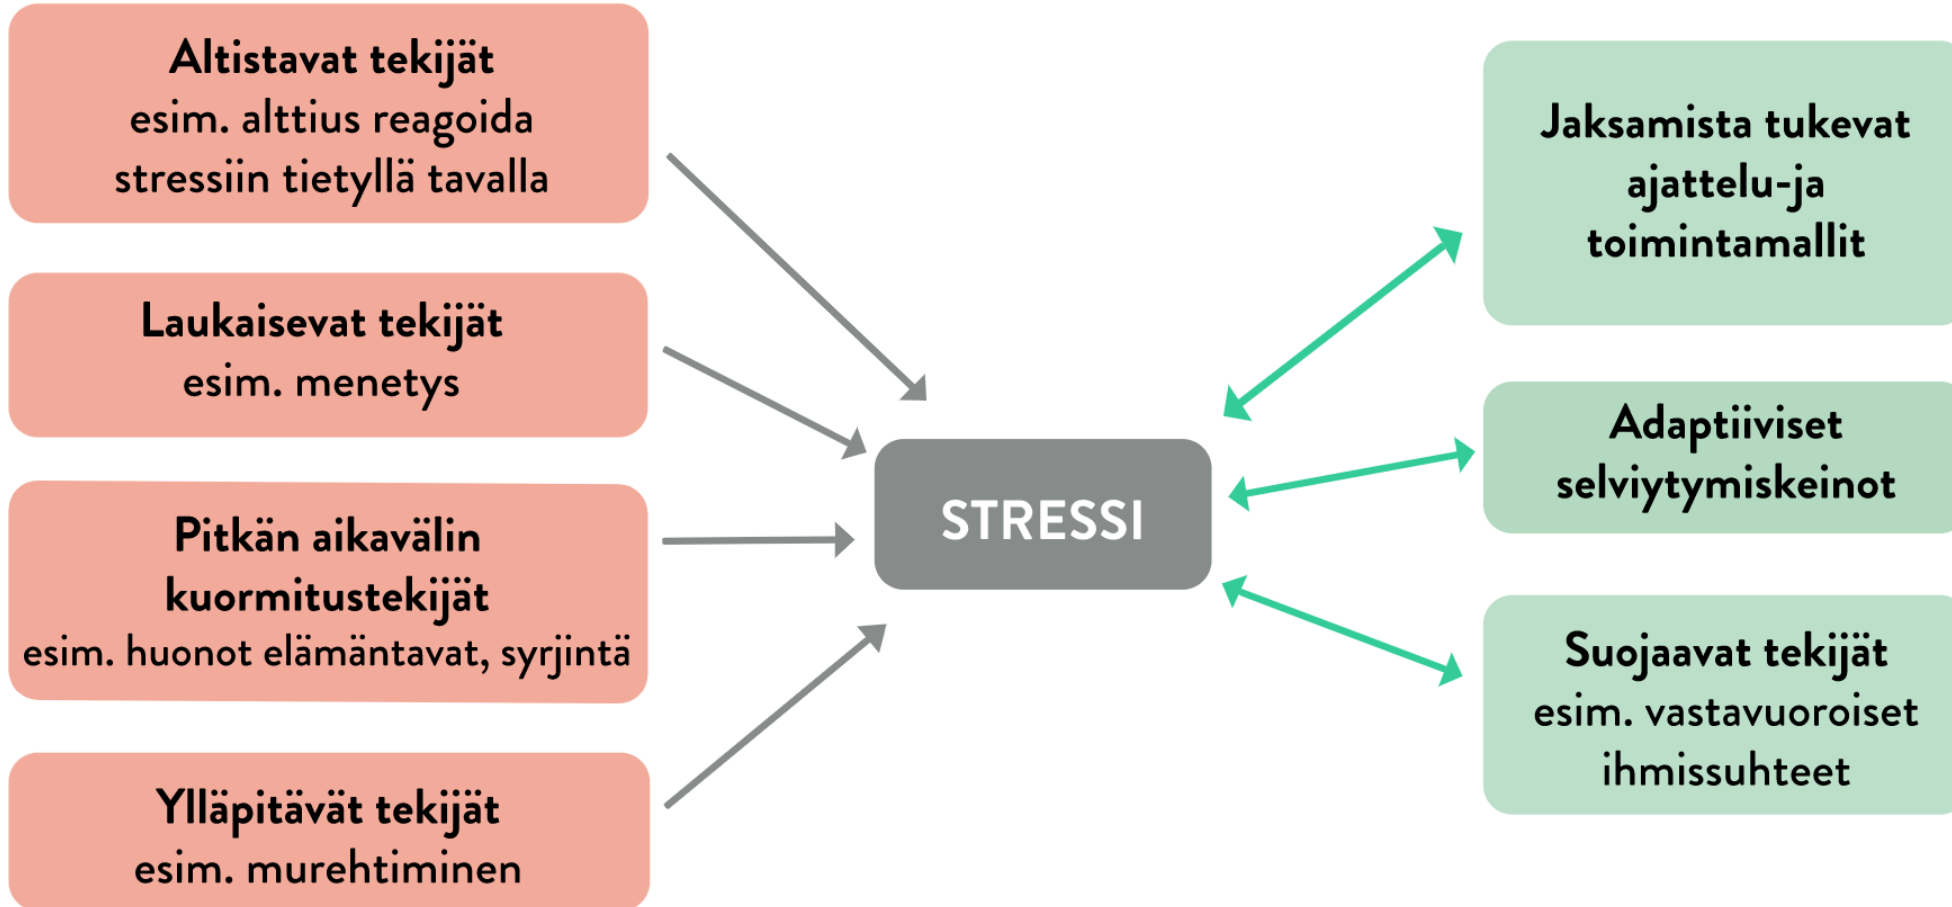 Altistavat tekijät
esim. alttius reagoida
stressiin tietyllä tavalla
Laukaisevat tekijät
esim. menetys
Pitkän aikavälin
kuormitustekijät
esim. huonot elämäntavat, syrjintä
Ylläpitävät tekijät
esim. murehtiminen
STRESSI
Jaksamista tukevat
ajattelu-ja
toimintamallit
Adaptiiviset
selviytymiskeinot
Suojaavat tekijät
esim. vastavuoroiset
ihmissuhteet